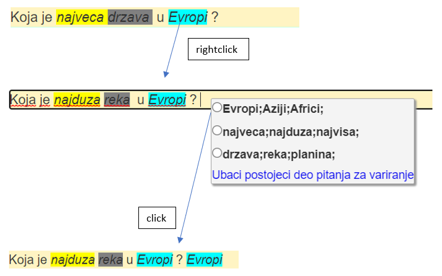 Koja je najveca drzava u Evropi ?
rightclick
Koja je najduza reka u Evropi ?
Evropi;Aziji;Africi;
najveca;najduza;najvisa;
drzava;reka;planina;
Ubaci postojeci deo pitanja za variranje
click
Koja je najduza reka u Evropi ? Evropi